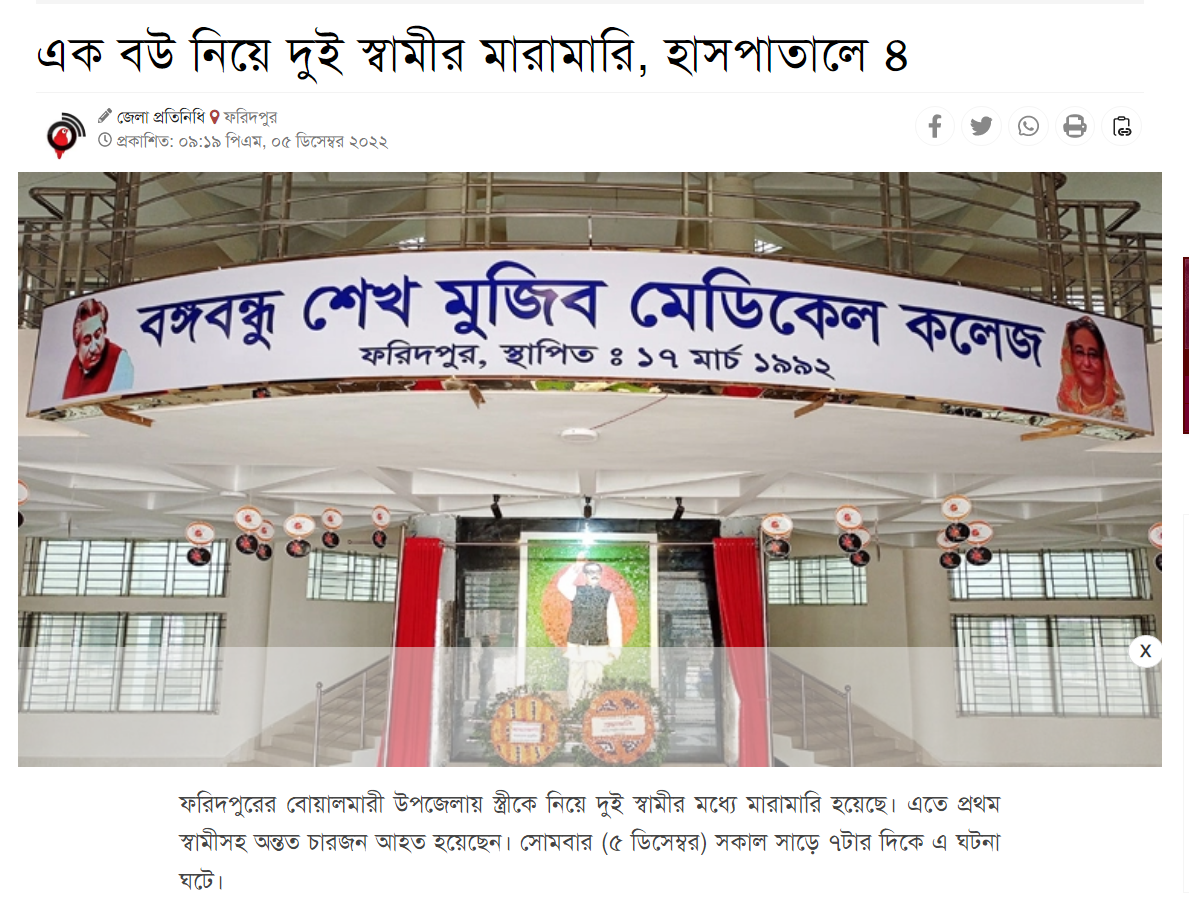 এক বউ নিয়ে দুই স্বামীর মারামারি, হাসপাতালে ৪
জেলা প্রতিনিধি ফরিদপুর
প্রকাশিত: ০৯:১৯ পিএম, ০৫ ডিসেম্বর ২০২২
বঙ্গবন্ধু শেখ মুজিব মেডিকেল কলেজ
ফরিদপুর, স্থাপিত ঃ ১৭ মার্চ ১৯৯২
X
ফরিদপুরের বোয়ালমারী উপজেলায় স্ত্রীকে নিয়ে দুই স্বামীর মধ্যে মারামারি হয়েছে। এতে প্রথম
স্বামীসহ অন্তত চারজন আহত হয়েছেন। সোমবার (৫ ডিসেম্বর) সকাল সাড়ে ৭টার দিকে এ ঘটনা
ঘটে।